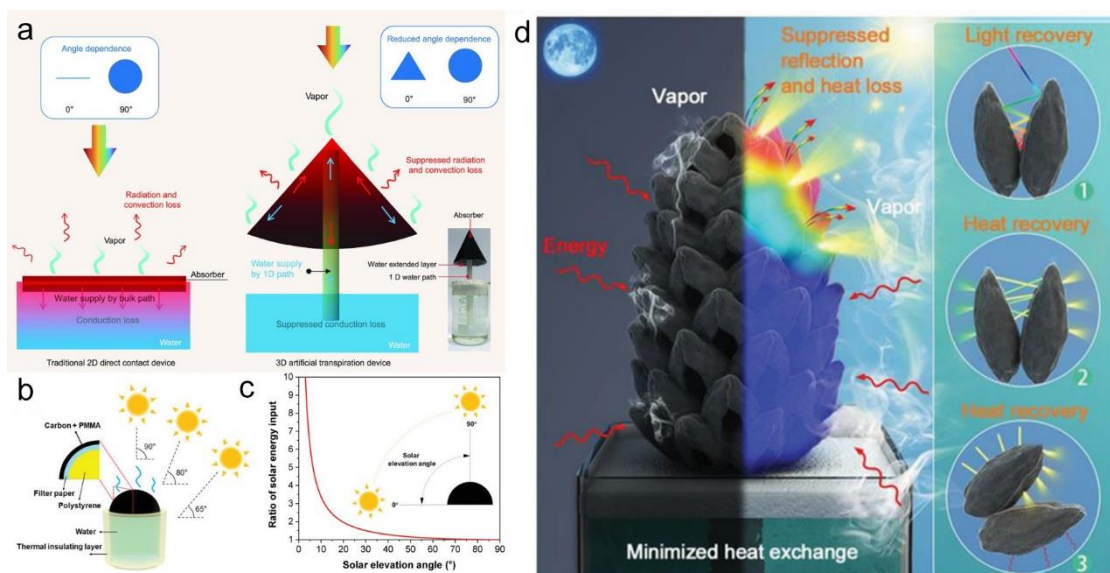 a
Angle dependence
0°
90°
Reduced angle dependence
0°
90°
Vapor
Radiation and
convection loss
Suppressed radiation
and convection loss
Vapor
Absorber
Absorber
Water extended layer
1 D water path
Water supply by bulk path
Water supply
by 1D path
Conduction loss
Suppressed conduction loss
Water
Water
Traditional 2D direct contact device
3D artificial transpiration device
b
Carbon + PMMA
90°
80°
65°
Filter paper
Polystyrene
Water
Thermal insulating layer
c
Ratio of solar energy input
10
9
8
7
6
5
4
3
2
1
90°
Solar
elevation angle
0°
0 10 20 30 40 50 60 70 80 90
Solar elevation angle (°)
d
Suppressed
reflection
and heat loss
Vapor
Vapor
Energy
Minimized heat exchange
Light recovery
1
Heat recovery
2
Heat recovery
3